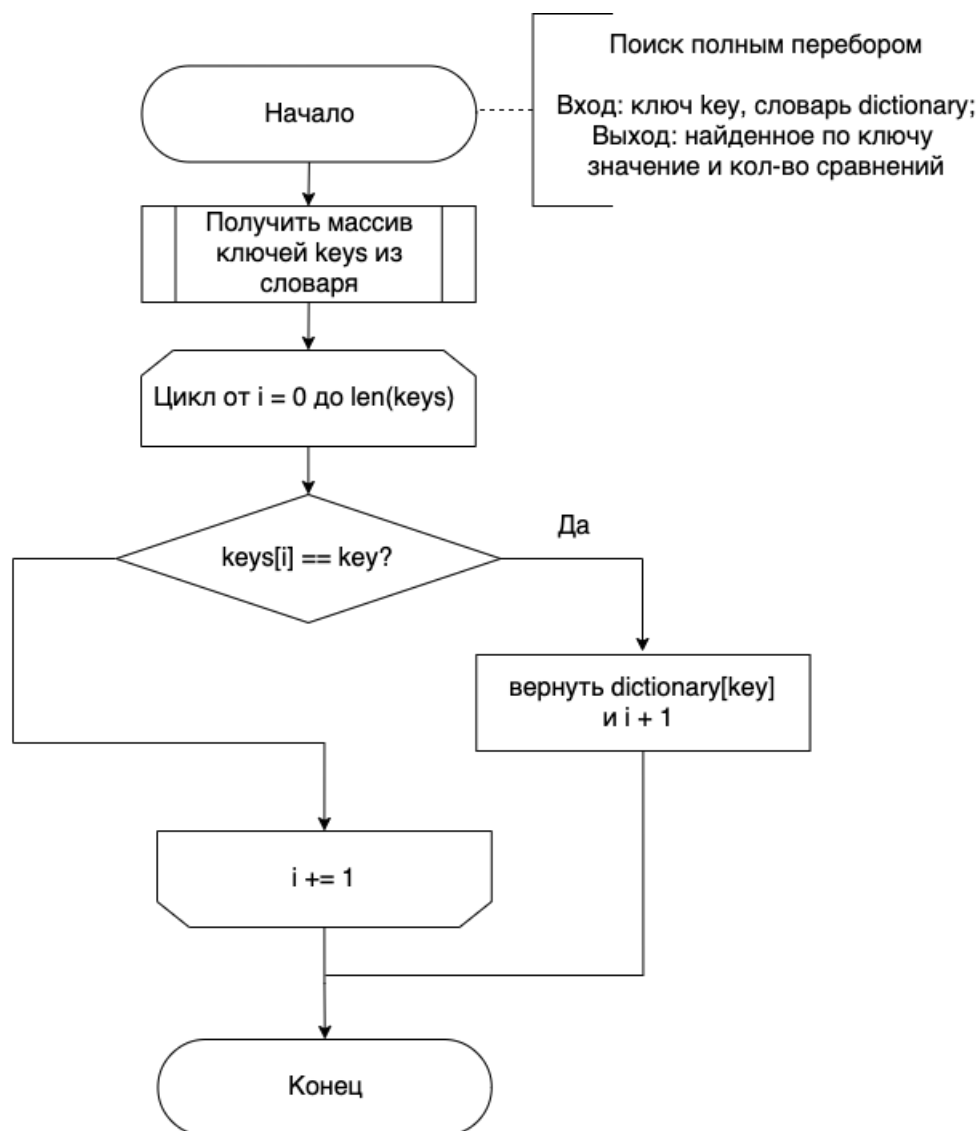 Поиск полным перебором
Вход: ключ key, словарь dictionary;
Выход: найденное по ключу
значение и кол-во сравнений
Начало
Получить массив
ключей keys из
словаря
Цикл от i = 0 до len(keys)
keys[i] == key?
Да
вернуть dictionary[key]
и i + 1
i += 1
Конец